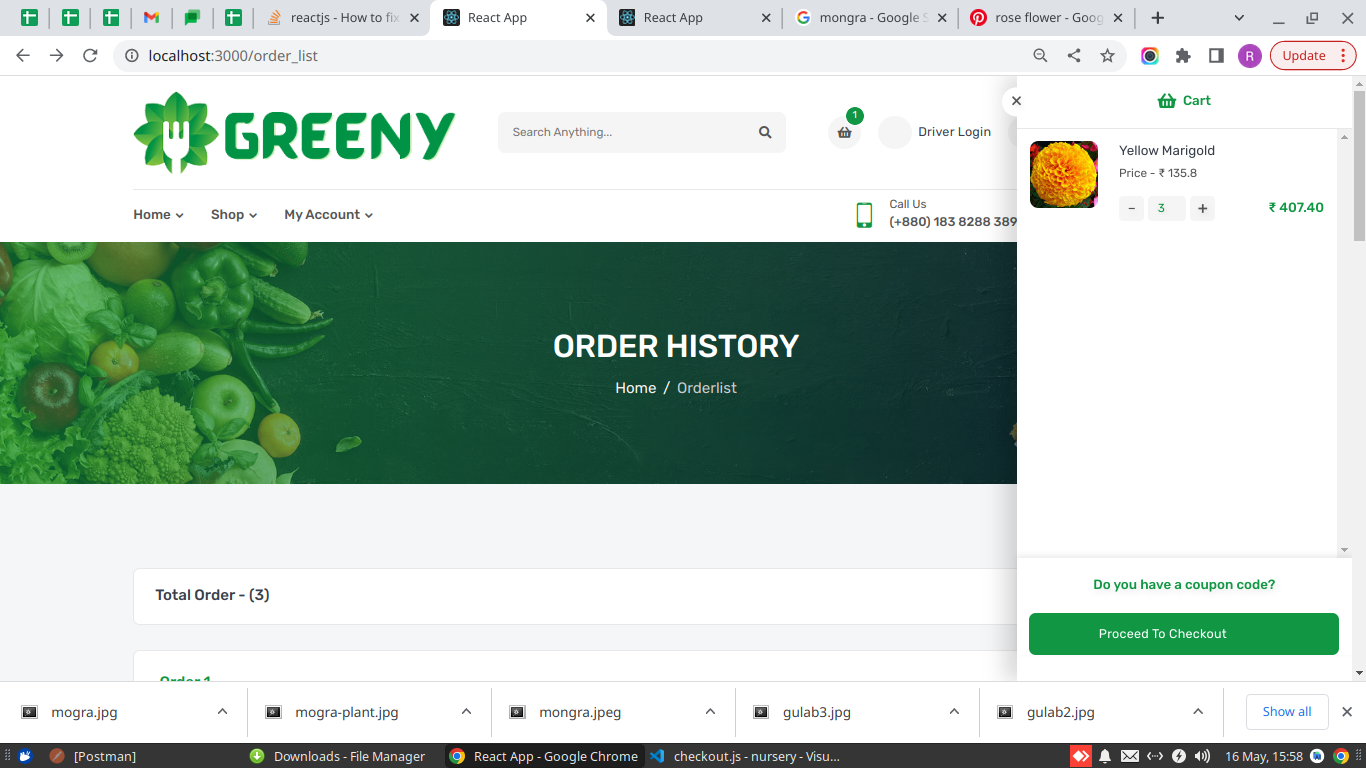 reactjs - How to fix
React App
React App
mongra - Google S
rose flower - Goog
localhost:3000/order_list
R
Update
GREENY
Search Anything...
1
Driver Login
Home
Shop
My Account
Call Us
(+880) 183 8288 389
ORDER HISTORY
Home / Orderlist
Total Order - (3)
Order 1
Cart
Yellow Marigold
Price - ₹ 135.8
- 3 +
₹ 407.40
Do you have a coupon code?
Proceed To Checkout
mogra.jpg
mogra-plant.jpg
mongra.jpeg
gulab3.jpg
gulab2.jpg
Show all
[Postman]
Downloads - File Manager
React App - Google Chrome
checkout.js - nursery - Visu...
16 May, 15:58